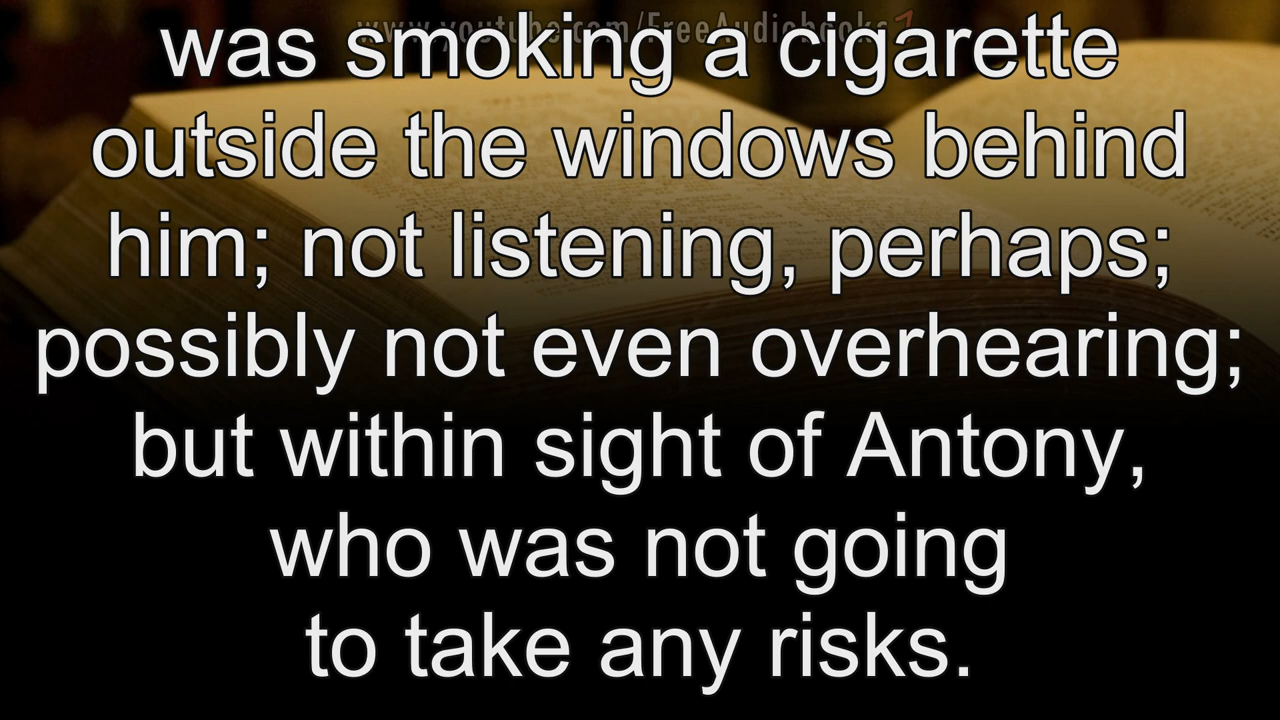 www.youtube.com/FreeAudiobooks
was smoking a cigarette
outside the windows behind
him; not listening, perhaps;
possibly not even overhearing;
but within sight of Antony,
who was not going
to take any risks.